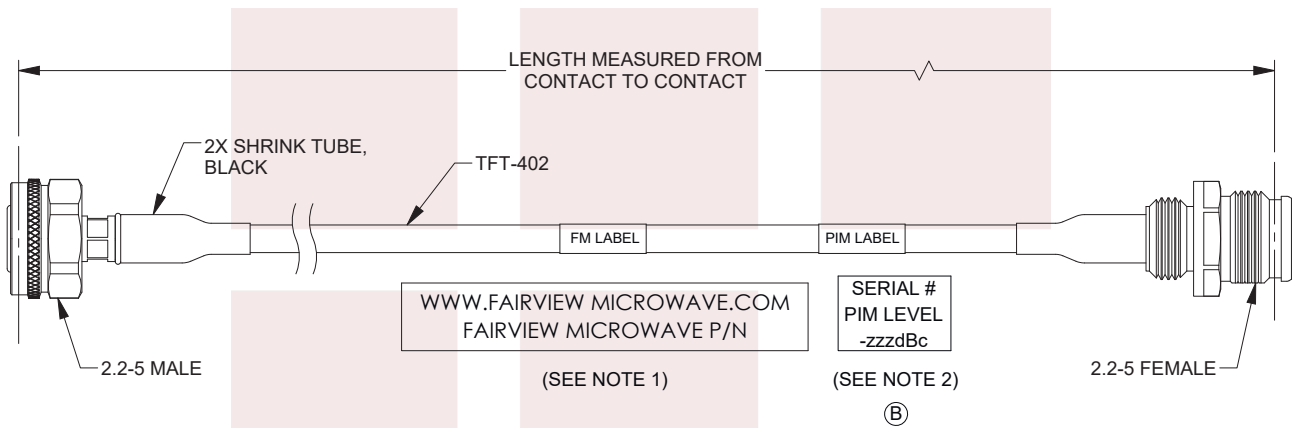 LENGTH MEASURED FROM
CONTACT TO CONTACT
2X SHRINK TUBE,
BLACK
TFT-402
FM LABEL
PIM LABEL
WWW.FAIRVIEW MICROWAVE.COM
FAIRVIEW MICROWAVE P/N
SERIAL #
PIM LEVEL
-zzzdBc
2.2-5 MALE
(SEE NOTE 1)
(SEE NOTE 2)
2.2-5 FEMALE
B